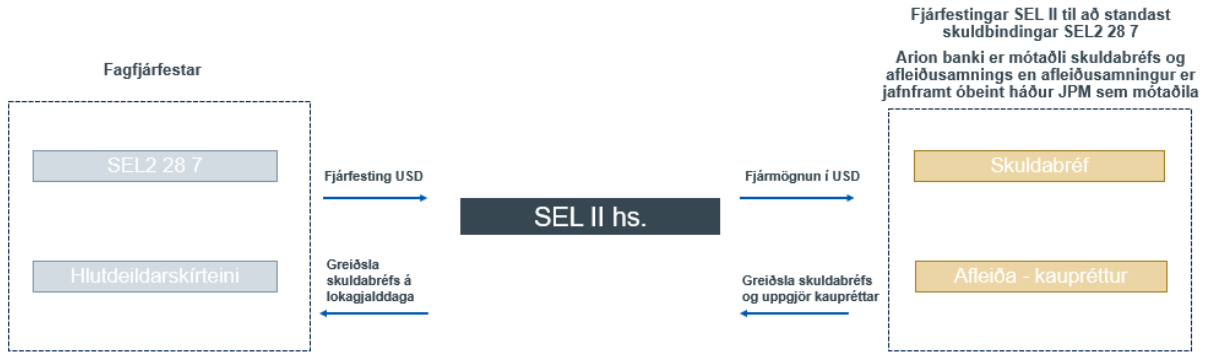 Fagfjárfestar
SEL2 28 7
Hlutdeildarskírteini
Fjárfesting USD
Greiðsla
skuldabréfs á
lokagjalddaga
SEL II hs.
Fjármögnun í USD
Greiðsla skuldabréfs
og uppgjör kaupréttar
Fjárfestingar SEL II til að standast
skuldbindingar SEL2 28 7
Arion banki er mótaðli skuldabréfs og
afleiðusamnings en afleiðusamningur er
jafnframt óbeint háður JPM sem mótaðila
Skuldabréf
Afleiða - kaupréttur